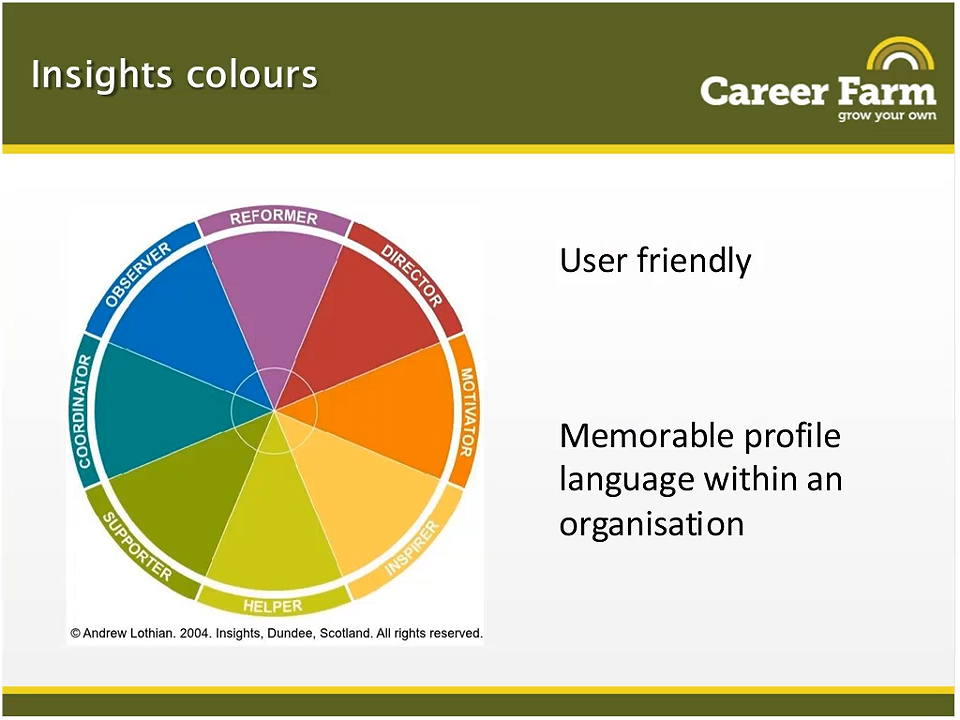 Insights colours
Career Farm
grow your own
REFORMER
DIRECTOR
MOTIVATOR
INSPIRER
HELPER
SUPPORTER
COORDINATOR
OBSERVER
User friendly
Memorable profile
language within an
organisation
© Andrew Lothian. 2004. Insights, Dundee, Scotland. All rights reserved.